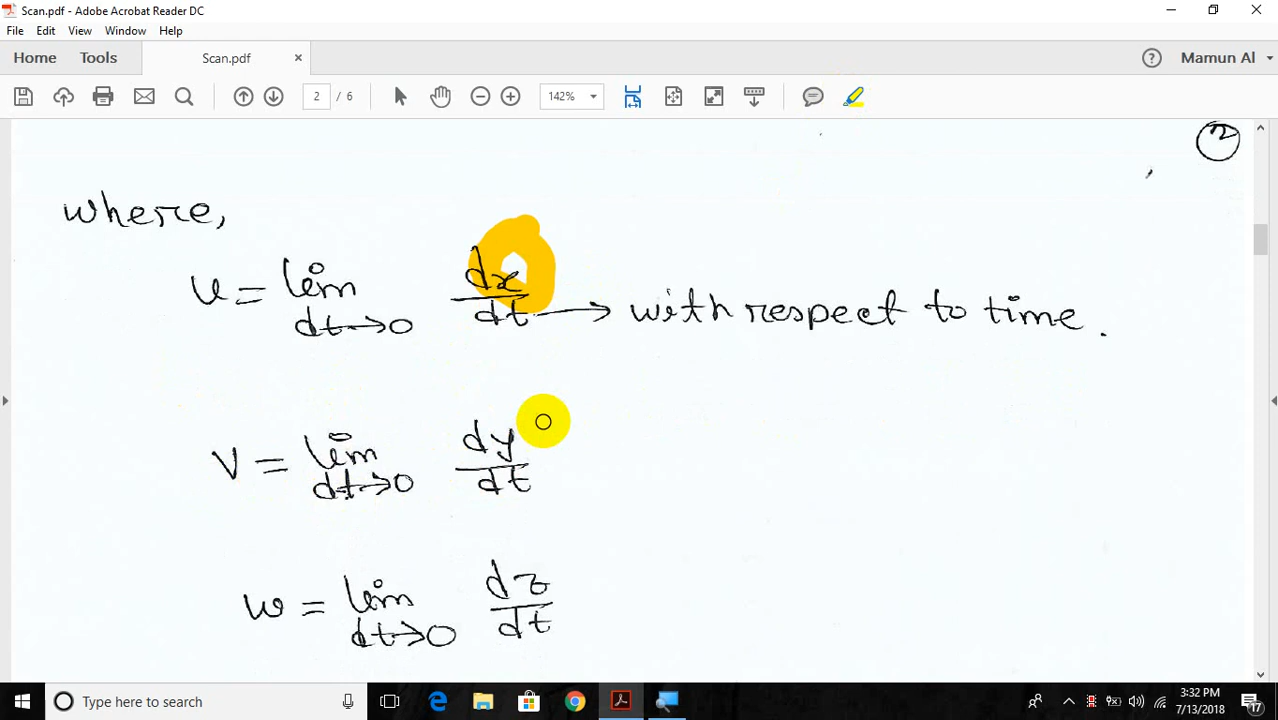 Scan.pdf - Adobe Acrobat Reader DC
File Edit View Window Help
Home Tools Scan.pdf × Mamun Al
2 / 6 142%
2
where,
u = lim dt→0 dx/dt → with respect to time.
v = lim dt→0 dy/dt
w = lim dt→0 dz/dt
Type here to search
3:32 PM
7/13/2018
17